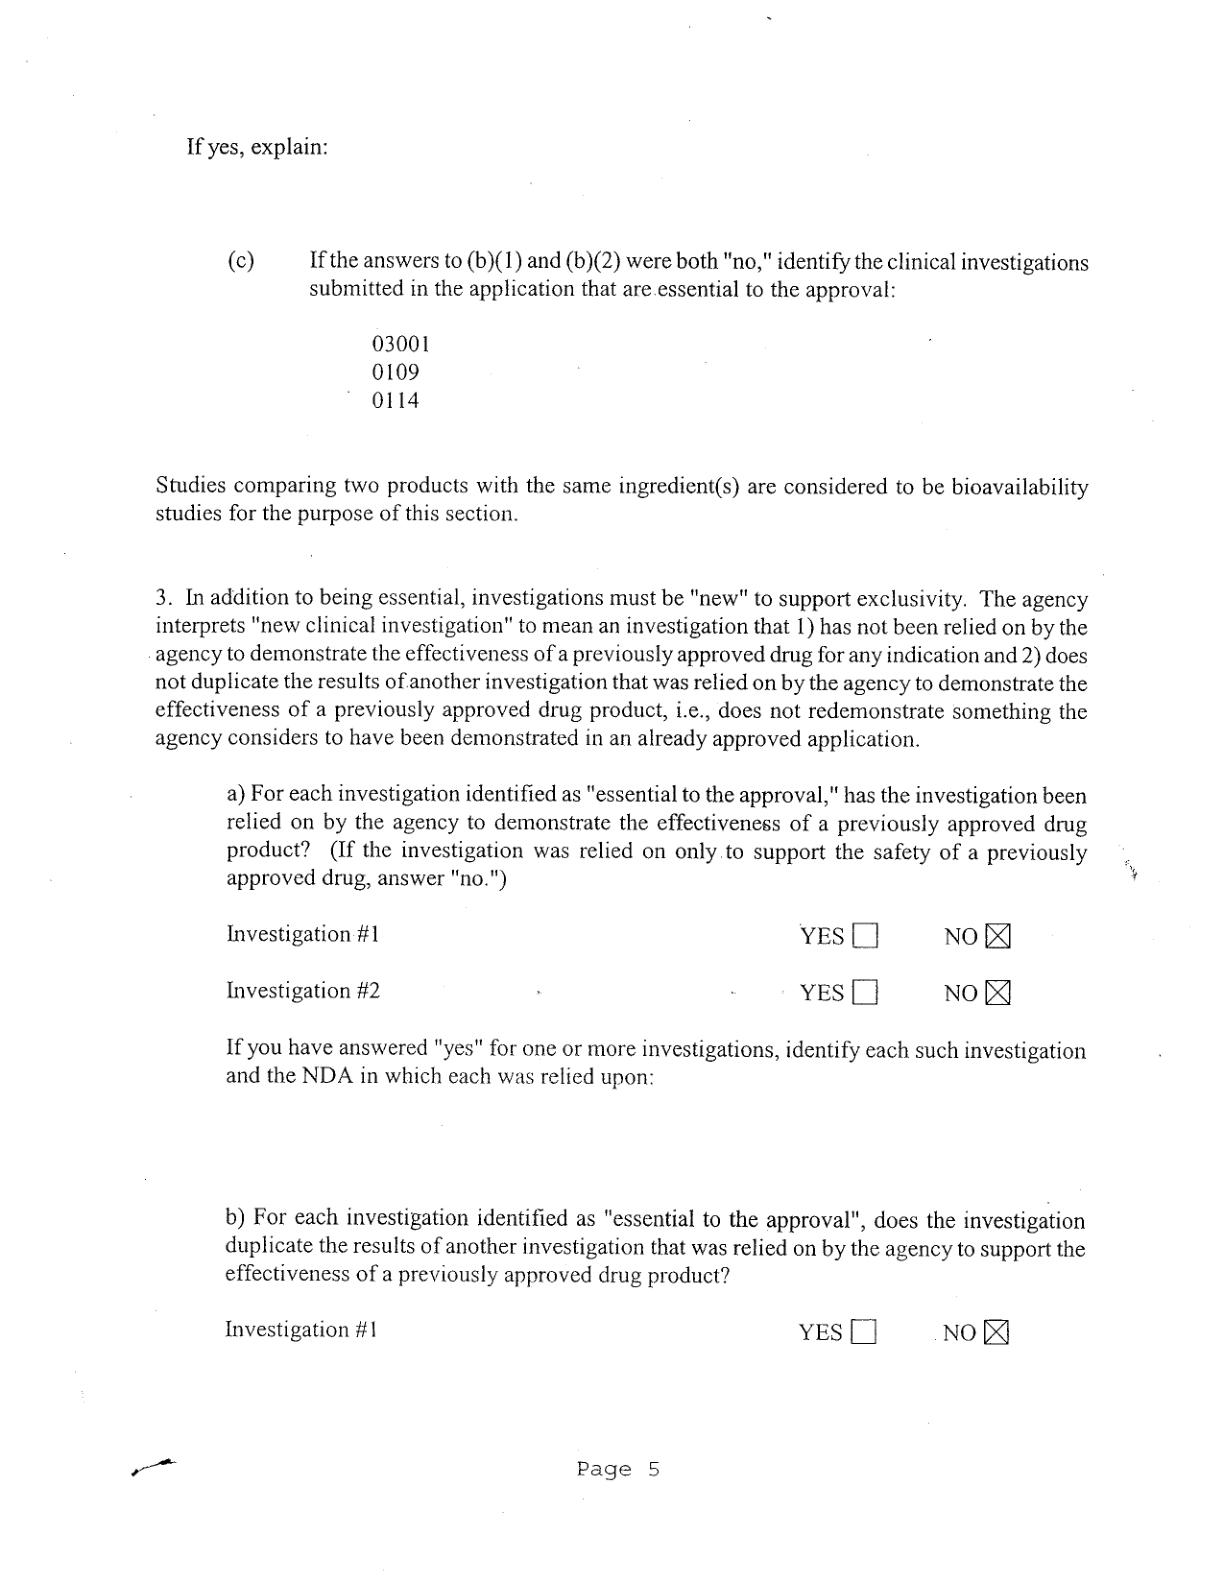 If yes, explain:
(c) If the answers to (b)(1) and (b)(2) were both "no," identify the clinical investigations
submitted in the application that are essential to the approval:
03001
0109
0114
Studies comparing two products with the same ingredient(s) are considered to be bioavailability
studies for the purpose of this section.
3. In addition to being essential, investigations must be "new" to support exclusivity. The agency
interprets "new clinical investigation" to mean an investigation that 1) has not been relied on by the
agency to demonstrate the effectiveness of a previously approved drug for any indication and 2) does
not duplicate the results of another investigation that was relied on by the agency to demonstrate the
effectiveness of a previously approved drug product, i.e., does not redemonstrate something the
agency considers to have been demonstrated in an already approved application.
a) For each investigation identified as "essential to the approval," has the investigation been
relied on by the agency to demonstrate the effectiveness of a previously approved drug
product? (If the investigation was relied on only to support the safety of a previously
approved drug, answer "no.")
Investigation #1 YES ☐ NO ☒
Investigation #2 YES ☐ NO ☒
If you have answered "yes" for one or more investigations, identify each such investigation
and the NDA in which each was relied upon:
b) For each investigation identified as "essential to the approval", does the investigation
duplicate the results of another investigation that was relied on by the agency to support the
effectiveness of a previously approved drug product?
Investigation #1 YES ☐ NO ☒
Page 5